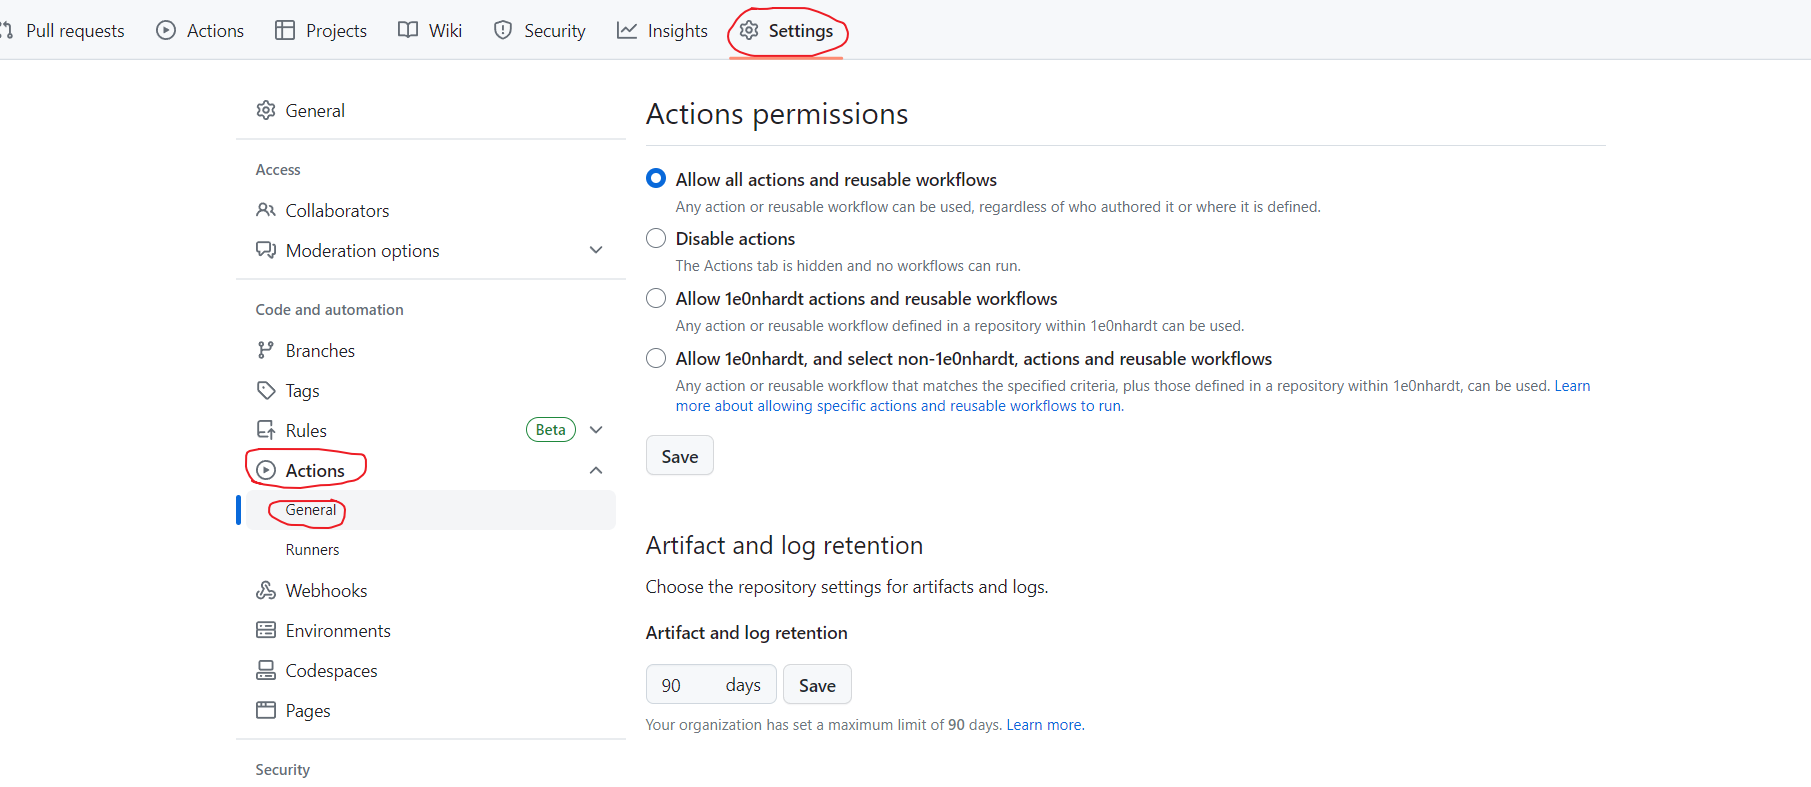 Pull requests
Actions
Projects
Wiki
Security
Insights
Settings
General
Access
Collaborators
Moderation options
Code and automation
Branches
Tags
Rules Beta
Actions
General
Runners
Webhooks
Environments
Codespaces
Pages
Security
Actions permissions
Allow all actions and reusable workflows
Any action or reusable workflow can be used, regardless of who authored it or where it is defined.
Disable actions
The Actions tab is hidden and no workflows can run.
Allow 1e0nhardt actions and reusable workflows
Any action or reusable workflow defined in a repository within 1e0nhardt can be used.
Allow 1e0nhardt, and select non-1e0nhardt, actions and reusable workflows
Any action or reusable workflow that matches the specified criteria, plus those defined in a repository within 1e0nhardt, can be used. Learn
more about allowing specific actions and reusable workflows to run.
Save
Artifact and log retention
Choose the repository settings for artifacts and logs.
Artifact and log retention
90 days Save
Your organization has set a maximum limit of 90 days. Learn more.